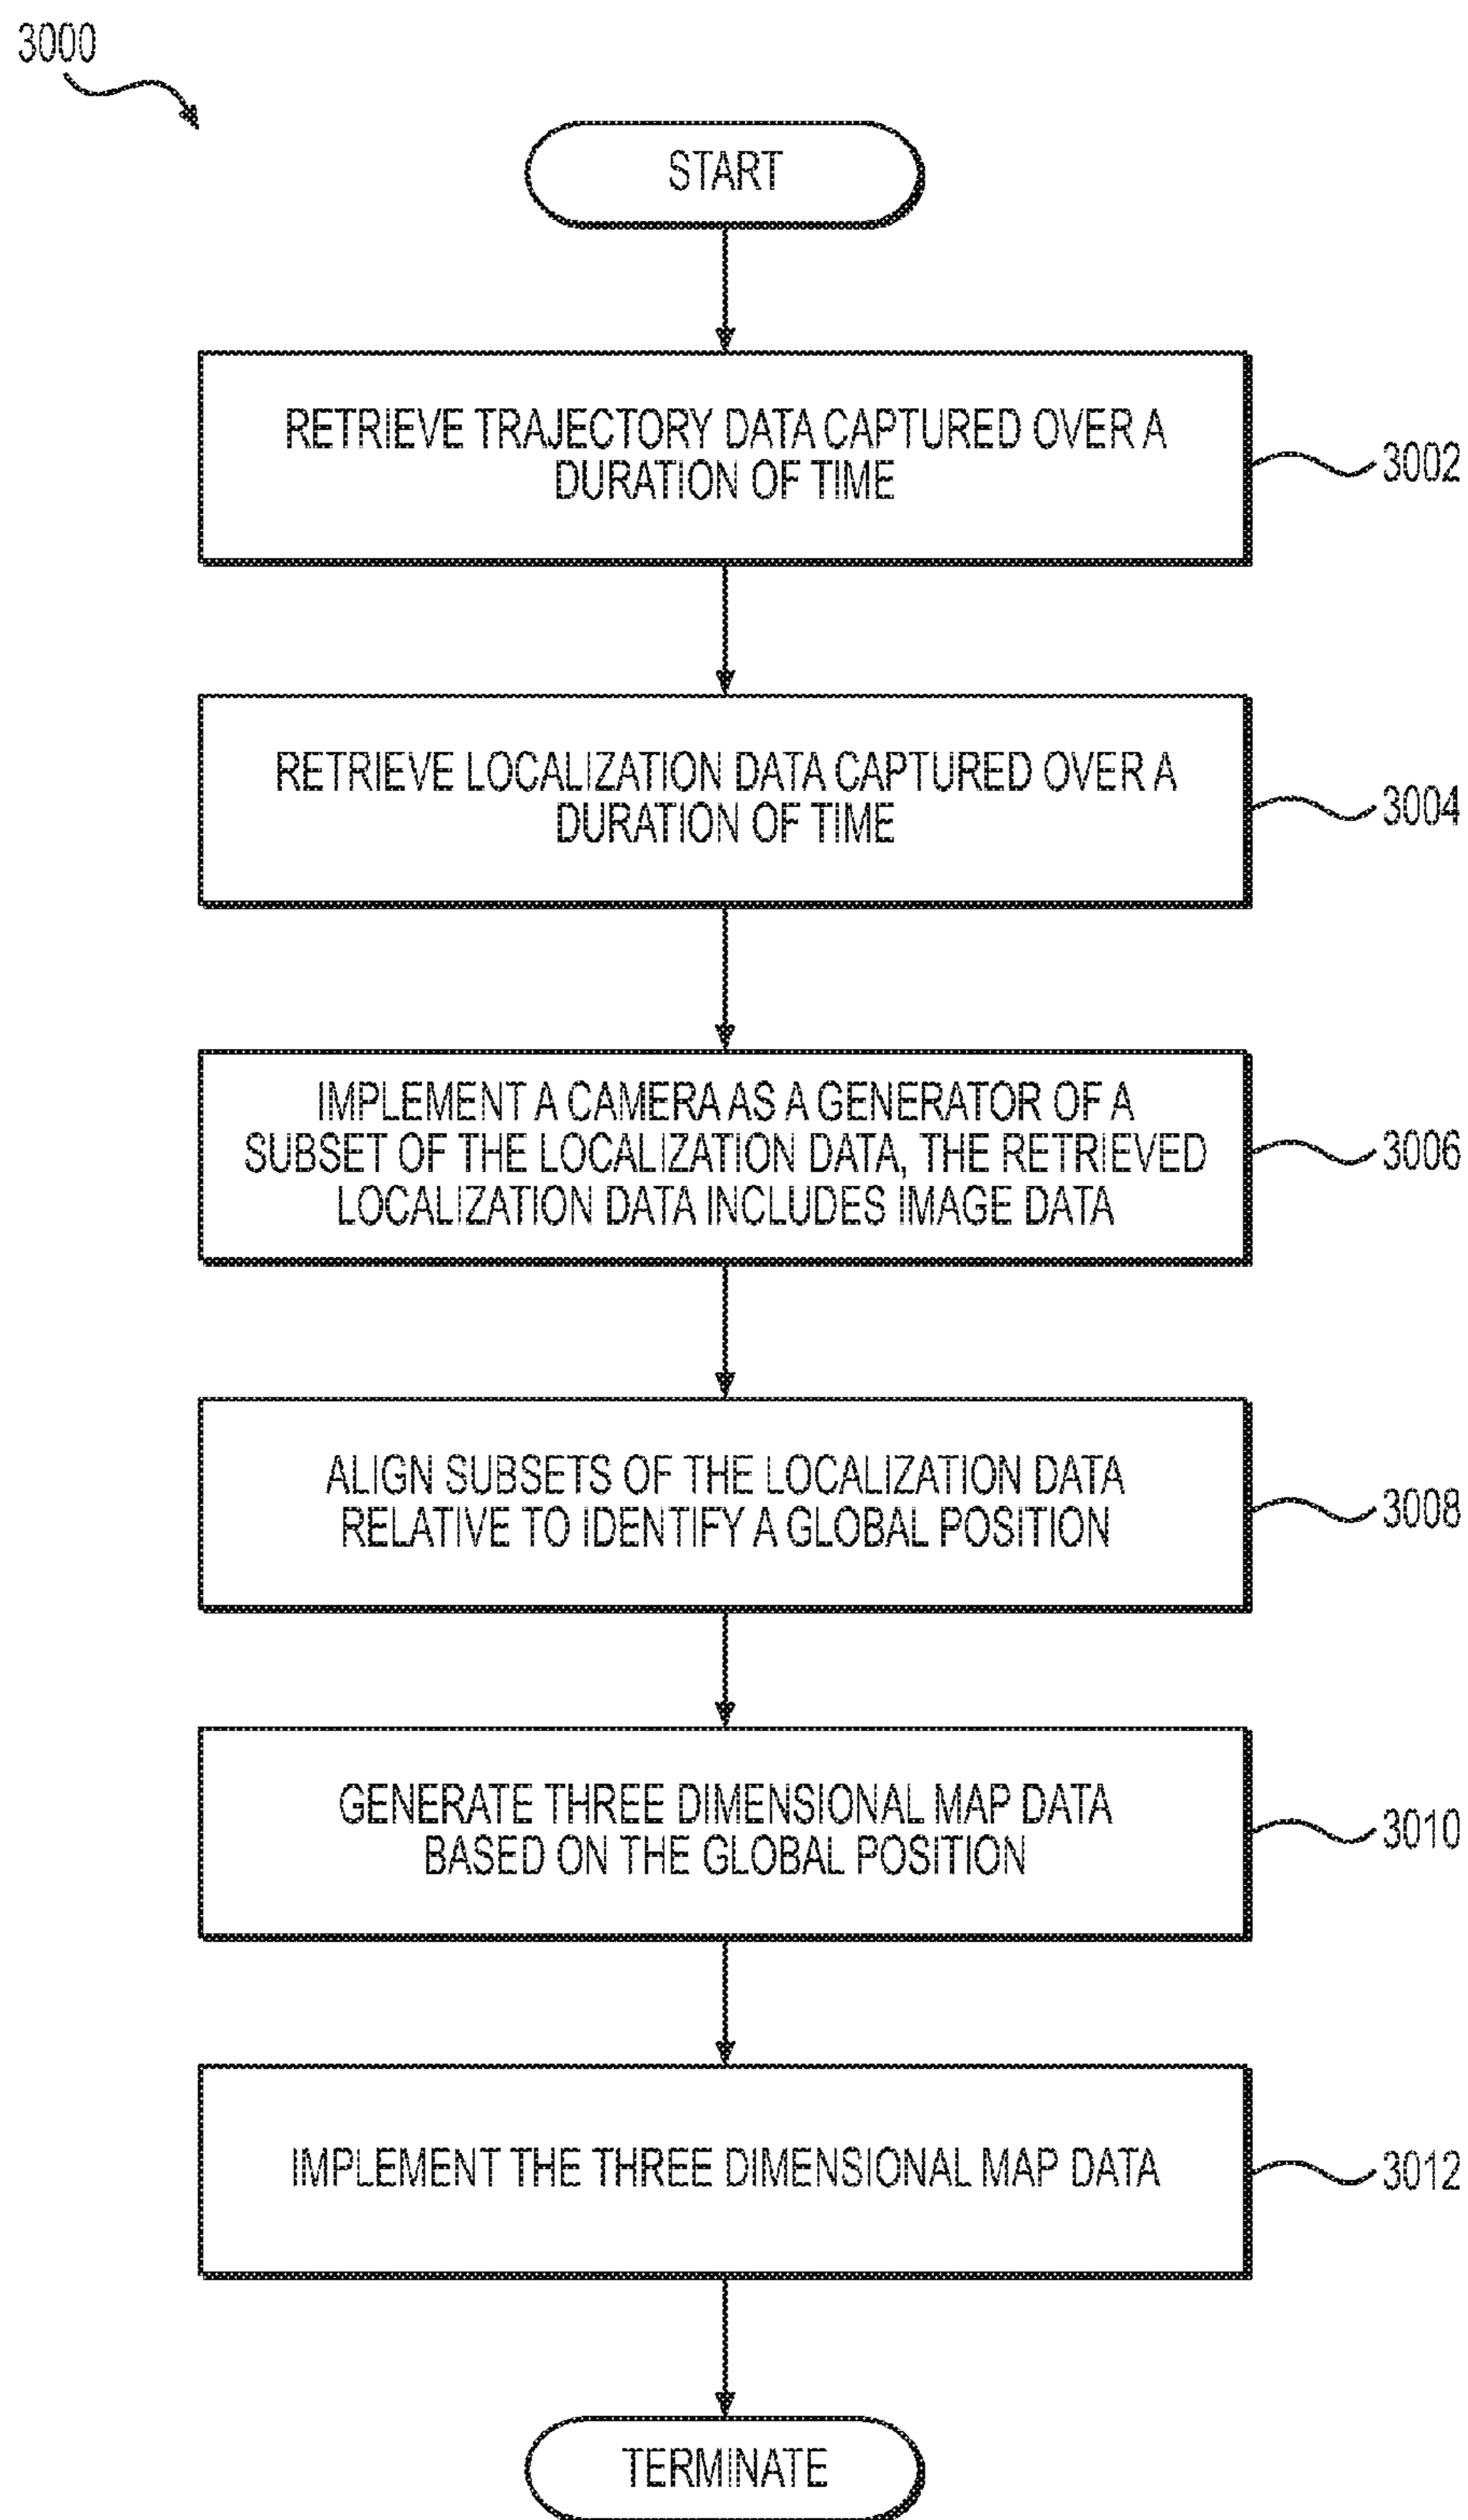 3000
START
RETRIEVE TRAJECTORY DATA CAPTURED OVER A
DURATION OF TIME
3002
RETRIEVE LOCALIZATION DATA CAPTURED OVER A
DURATION OF TIME
3004
IMPLEMENT A CAMERA AS A GENERATOR OF A
SUBSET OF THE LOCALIZATION DATA, THE RETRIEVED
LOCALIZATION DATA INCLUDES IMAGE DATA
3006
ALIGN SUBSETS OF THE LOCALIZATION DATA
RELATIVE TO IDENTIFY A GLOBAL POSITION
3008
GENERATE THREE DIMENSIONAL MAP DATA
BASED ON THE GLOBAL POSITION
3010
IMPLEMENT THE THREE DIMENSIONAL MAP DATA
3012
TERMINATE